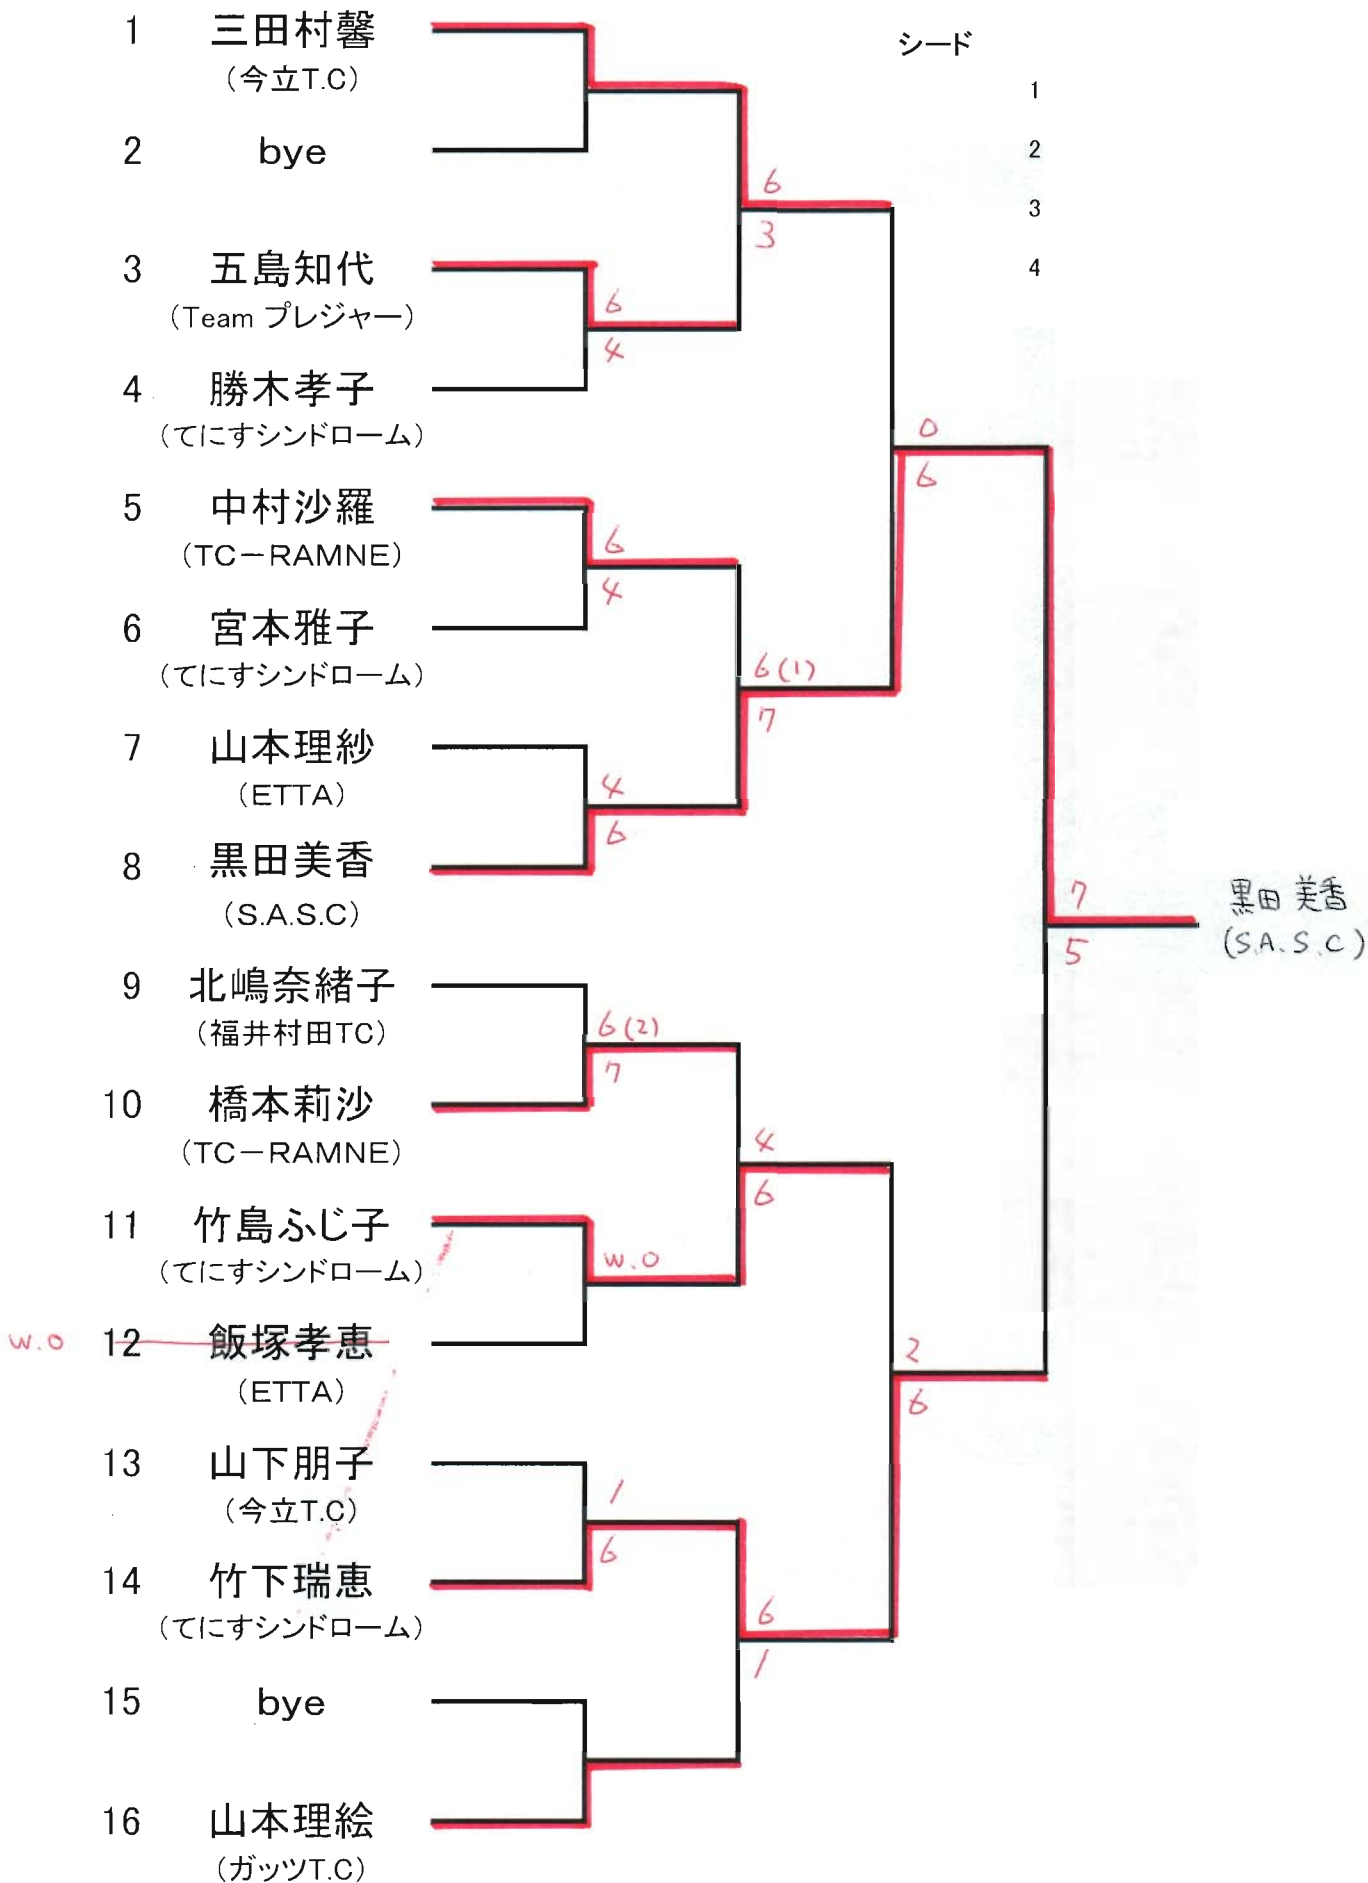 1 三田村馨
(今立T.C)
2 bye
3 五島知代
(Team プレジャー)
4 勝木孝子
(てにすシンドローム)
5 中村沙羅
(TC－RAMNE)
6 宮本雅子
(てにすシンドローム)
7 山本理紗
(ETTA)
8 黒田美香
(S.A.S.C)
9 北嶋奈緒子
(福井村田TC)
10 橋本莉沙
(TC－RAMNE)
11 竹島ふじ子
(てにすシンドローム)
w.o 12 飯塚孝恵
(ETTA)
13 山下朋子
(今立T.C)
14 竹下瑞恵
(てにすシンドローム)
15 bye
16 山本理絵
(ガッツT.C)
6
4
6
4
4
6
6(2)
7
w.o
1
6
6
3
6(1)
7
4
6
6
1
0
6
2
6
7
5
シード
1
2
3
4
黒田 美香
(S.A.S.C)